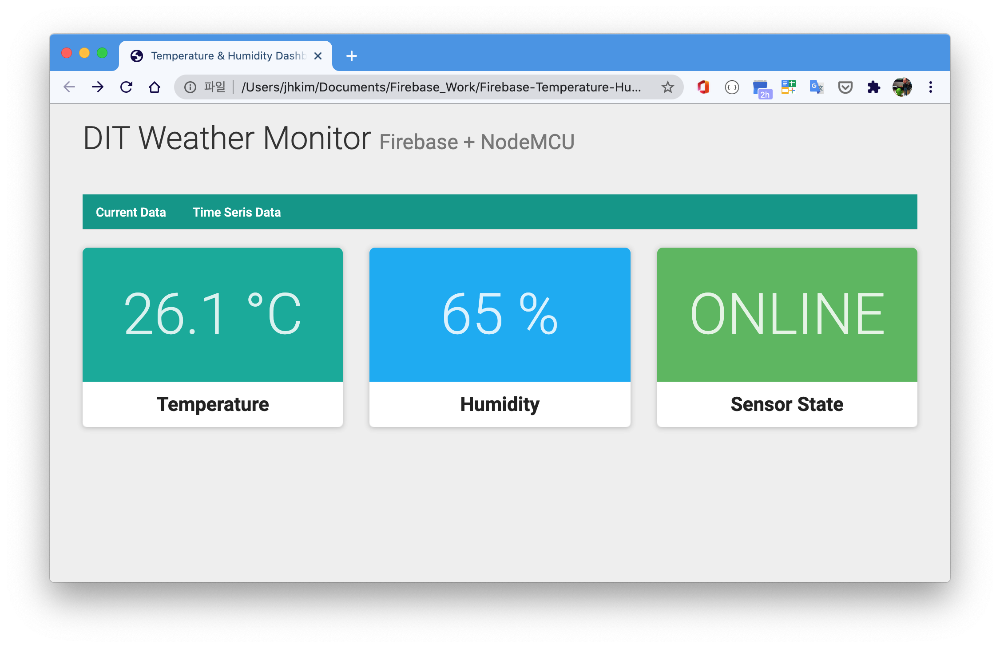 Temperature & Humidity Dashb
파일 /Users/jhkim/Documents/Firebase_Work/Firebase-Temperature-Hu...
{...}
2h
G 文
DIT Weather Monitor Firebase + NodeMCU
Current Data Time Seris Data
26.1 °C 65 % ONLINE
Temperature Humidity Sensor State